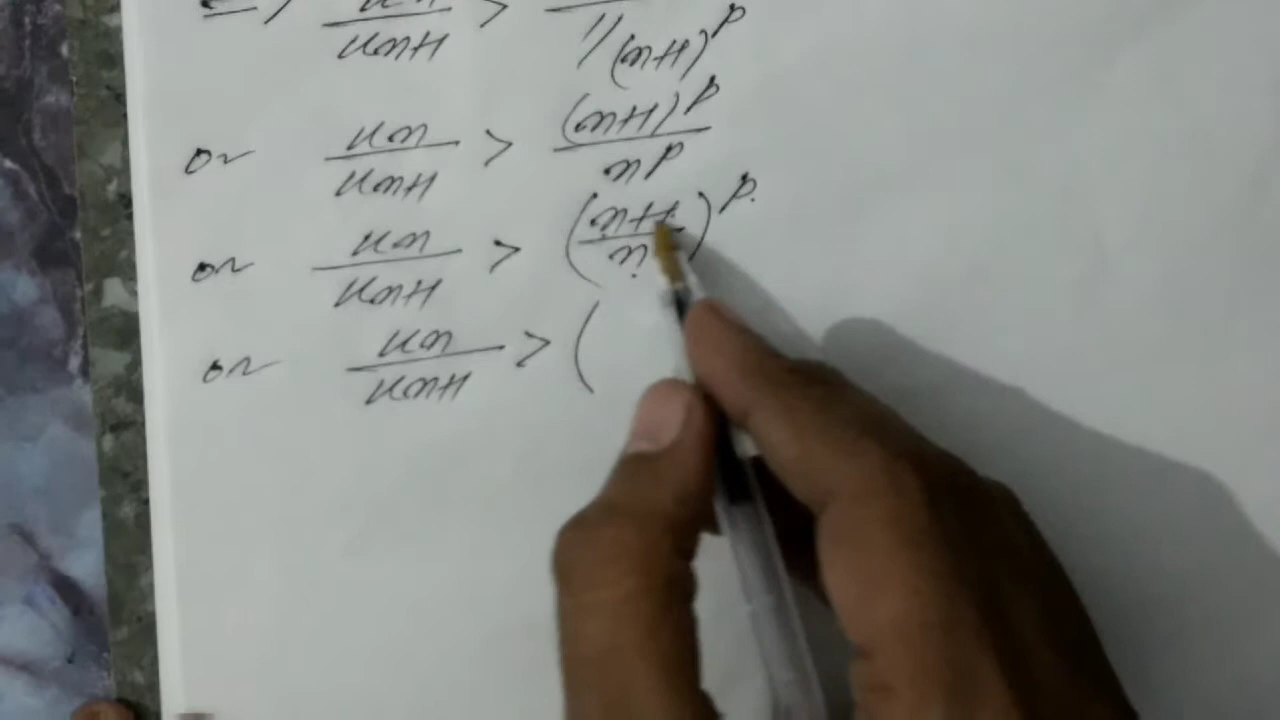 => un/un+1 > /1/(n+1)^p
or un/un+1 > (n+1)^p/n^p
or un/un+1 > (n+1/n)^p.
or un/un+1 > (